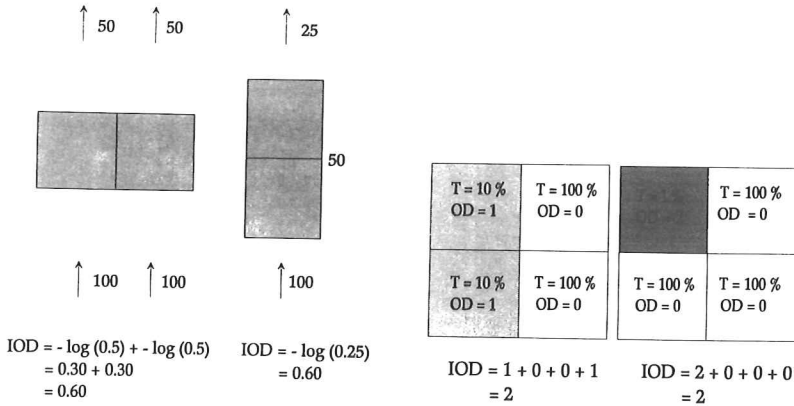 50 50
25
50
100 100
100
IOD = - log (0.5) + - log (0.5)
= 0.30 + 0.30
= 0.60
IOD = - log (0.25)
= 0.60
T = 10 %
OD = 1
T = 100 %
OD = 0
T = 10 %
OD = 1
T = 100 %
OD = 0
IOD = 1 + 0 + 0 + 1
= 2
T = 100 %
OD = 0
T = 100 %
OD = 0
T = 100 %
OD = 0
IOD = 2 + 0 + 0 + 0
= 2